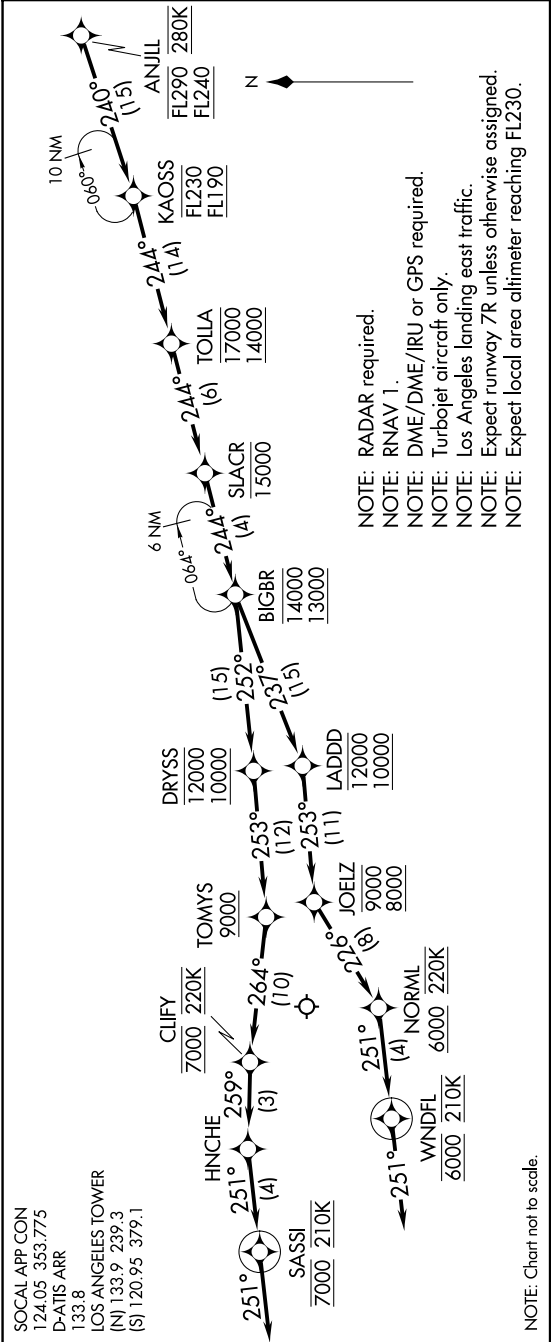 SOCAL APP CON
124.05 353.775
D-ATIS ARR
133.8
LOS ANGELES TOWER
(N) 133.9 239.3
(S) 120.95 379.1
ANJLL
280K
FL290
FL240
240°
(15)
10 NM
060°
KAOSS
FL230
FL190
244°
(14)
TOLLA
17000
14000
244°
(6)
SLACR
15000
244°
(4)
6 NM
064°
BIGBR
14000
13000
(15)
252°
237°
(15)
DRYSS
12000
10000
LADDD
12000
10000
253°
(12)
253°
(11)
TOMYS
9000
JOELZ
9000
8000
264°
(10)
226°
(8)
CLIFY
7000 220K
NORML
6000 220K
259°
(3)
251°
(4)
HNCHE
WNDFL
6000 210K
251°
(4)
251°
SASSI
7000 210K
251°
N
NOTE: RADAR required.
NOTE: RNAV 1.
NOTE: DME/DME/IRU or GPS required.
NOTE: Turbojet aircraft only.
NOTE: Los Angeles landing east traffic.
NOTE: Expect runway 7R unless otherwise assigned.
NOTE: Expect local area altimeter reaching FL230.
NOTE: Chart not to scale.